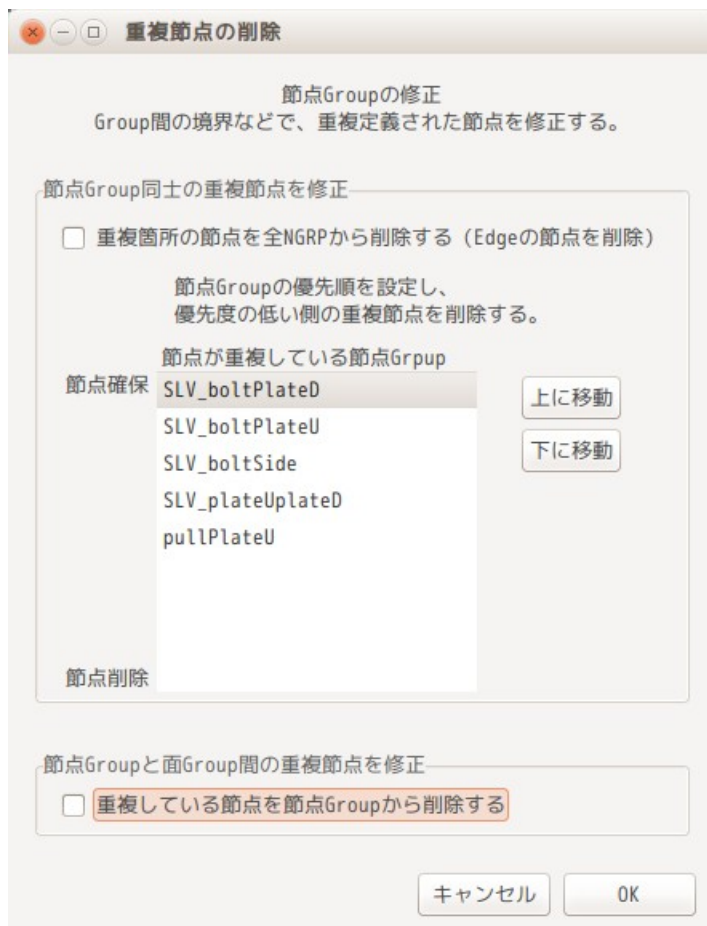 重複節点の削除
節点Groupの修正
Group間の境界などで、重複定義された節点を修正する。
節点Group同士の重複節点を修正
重複箇所の節点を全NGRPから削除する (Edgeの節点を削除)
節点Groupの優先順を設定し、
優先度の低い側の重複節点を削除する。
節点が重複している節点Grpup
節点確保
SLV_boltPlateD
SLV_boltPlateU
SLV_boltSide
SLV_plateUplateD
pullPlateU
上に移動
下に移動
節点削除
節点Groupと面Group間の重複節点を修正
重複している節点を節点Groupから削除する
キャンセル
OK